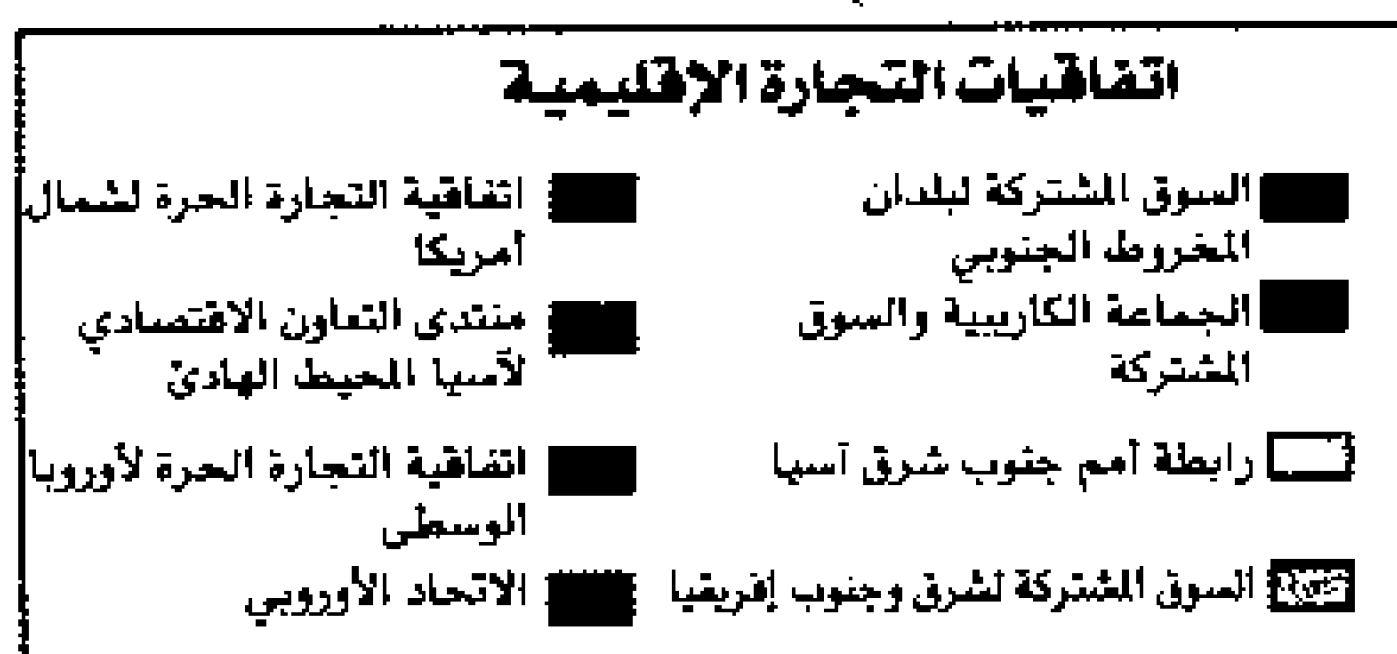 اتفاقيات التجارة الإقليمية
السوق المشتركة لبلدان
المخروط الجنوبي
الجماعة الكاريبية والسوق
المشتركة
رابطة أمم جنوب شرق آسيا
السوق المشتركة لشرق وجنوب إفريقيا
اتفاقية التجارة الحرة لشمال
أمريكا
منتدى التعاون الاقتصادي
لآسيا المحيط الهادئ
اتفاقية التجارة الحرة لأوروبا
الوسطى
الاتحاد الأوروبي